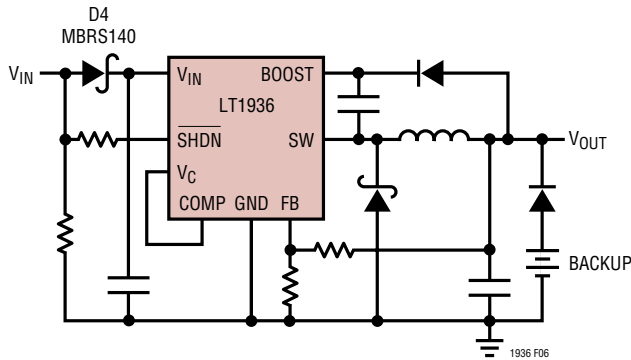 D4
MBRS140
VIN
VIN
BOOST
LT1936
SHDN
SW
VOUT
VC
COMP
GND
FB
BACKUP
1936 F06